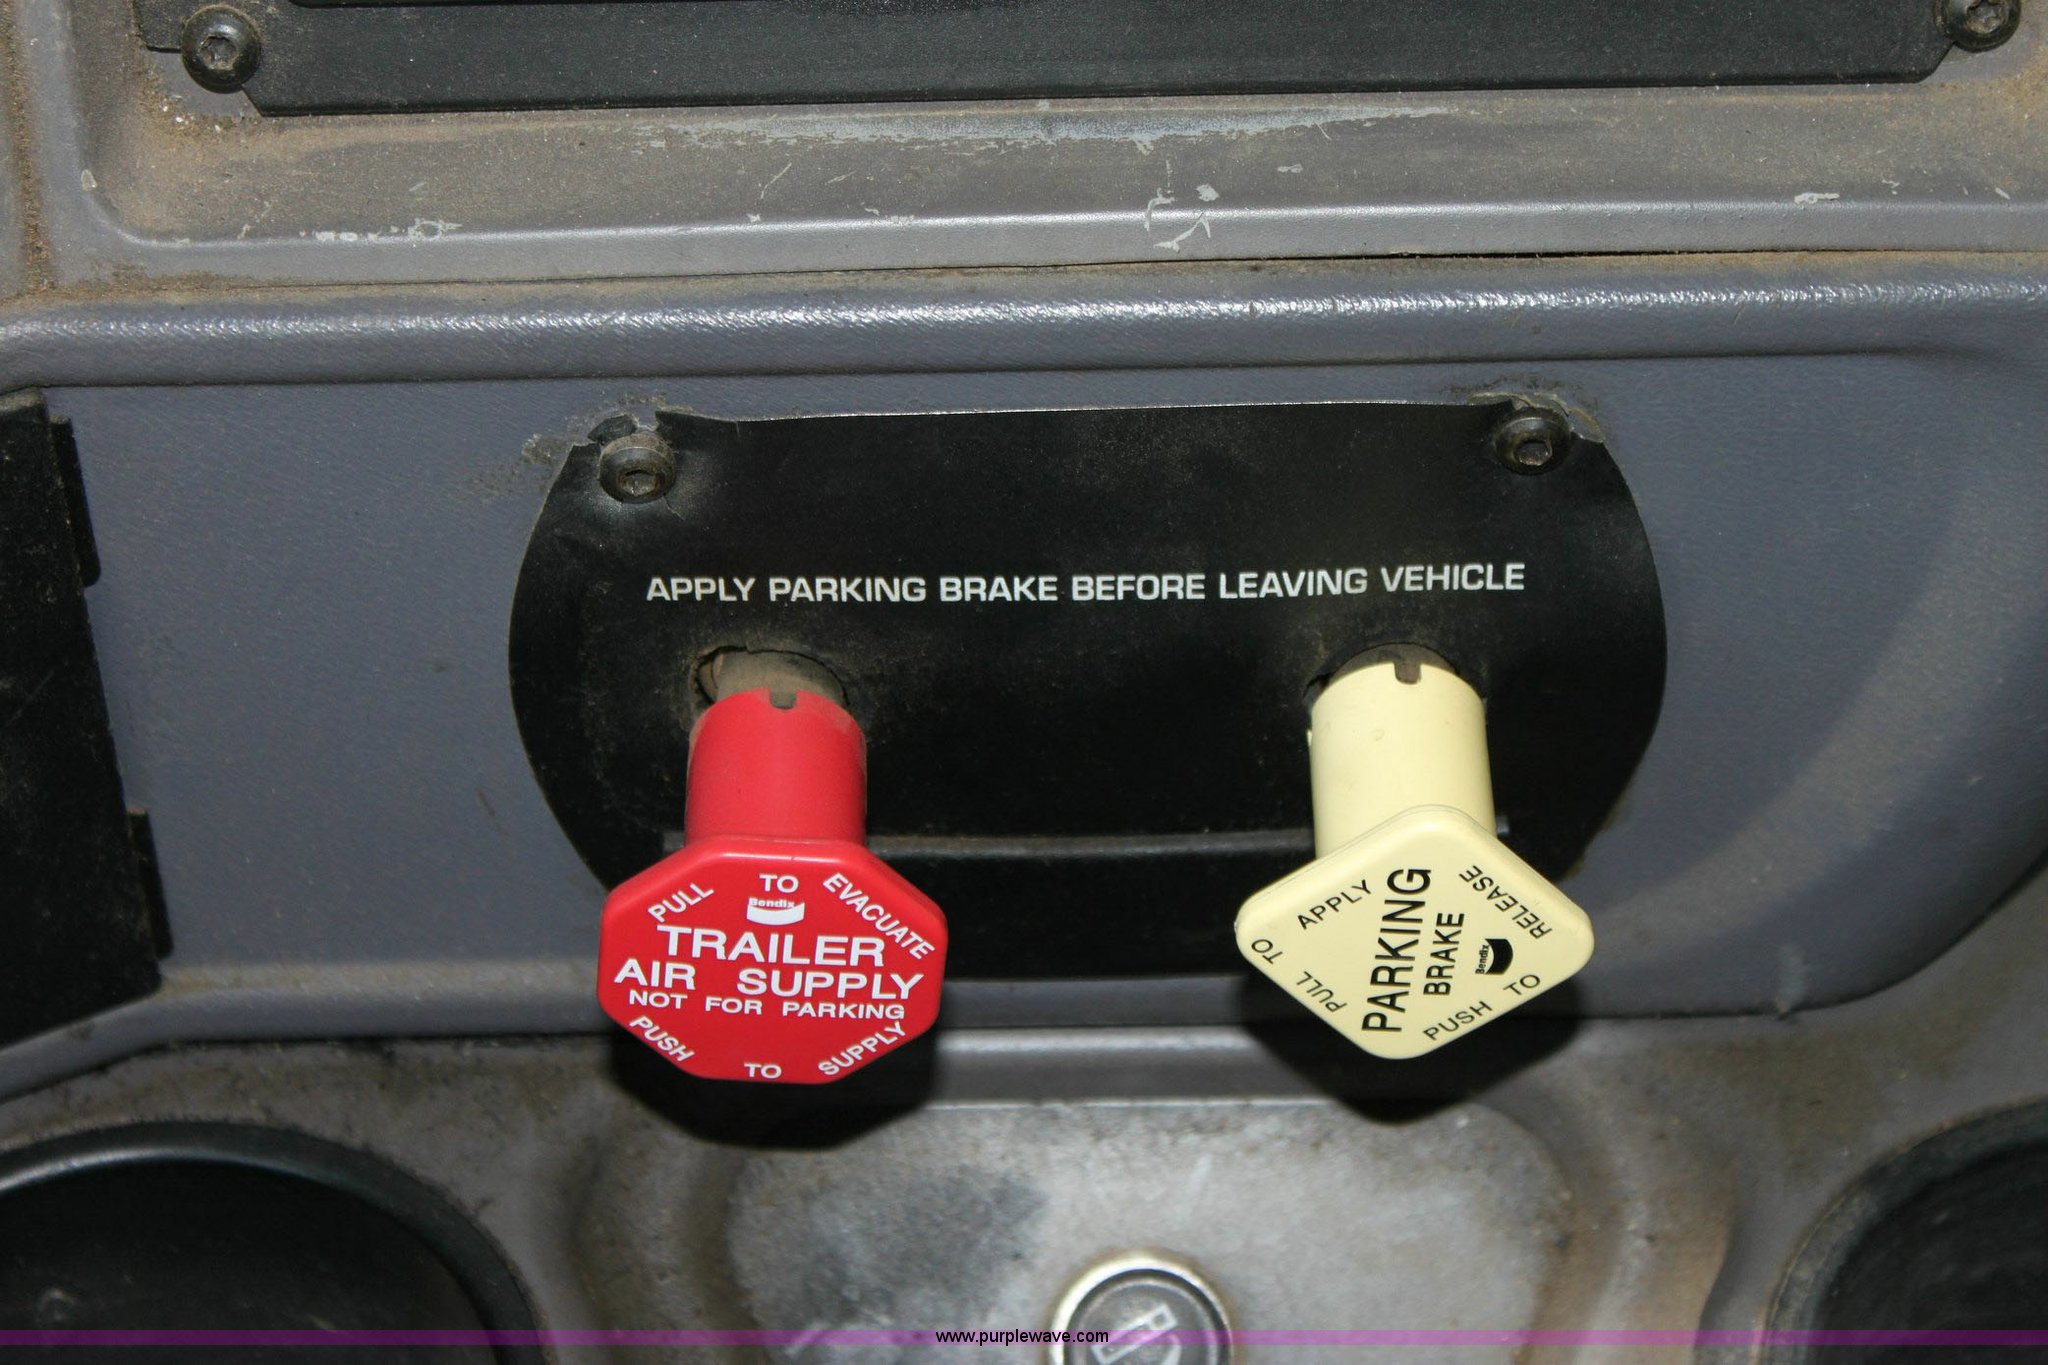 APPLY PARKING BRAKE BEFORE LEAVING VEHICLE
PULL TO EVACUATE
Bendix
TRAILER
AIR SUPPLY
NOT FOR PARKING
PUSH TO SUPPLY
PULL TO APPLY
PARKING
BRAKE
Bendix
PUSH TO RELEASE
www.purplewave.com